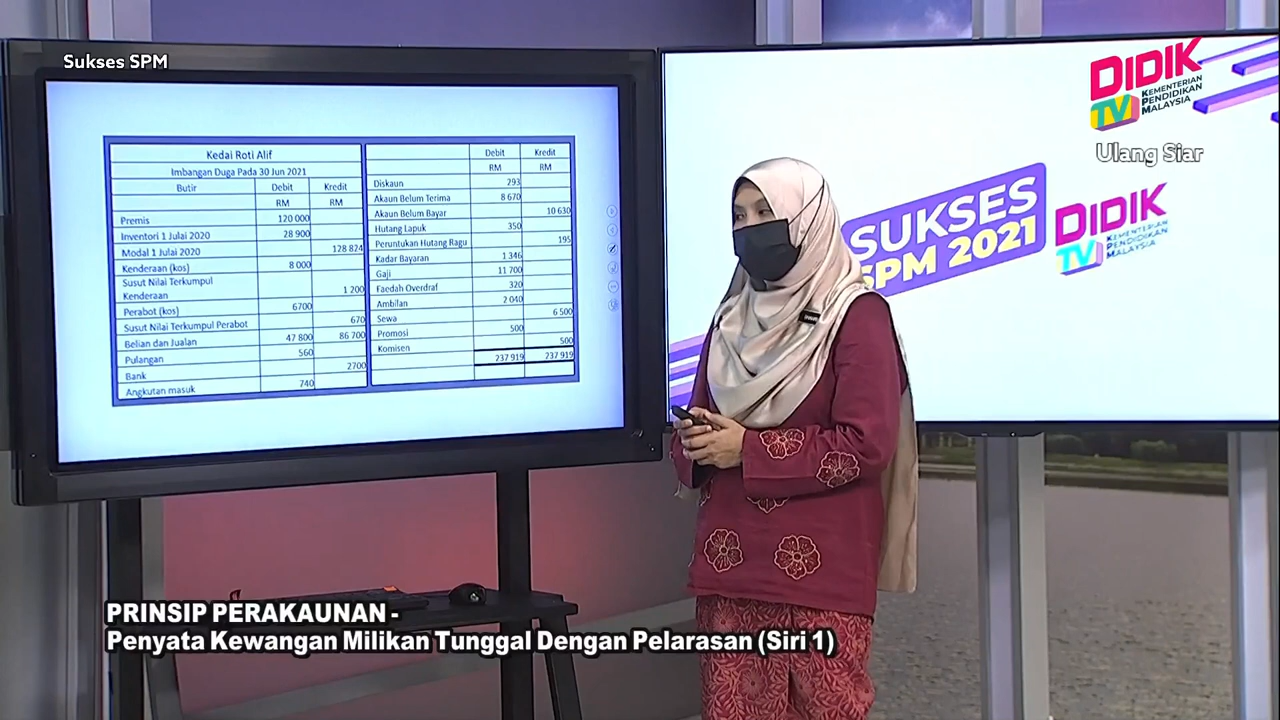 Sukses SPM
Kedai Roti Alif
Imbangan Duga Pada 30 Jun 2021
Butir Debit Kredit
RM RM
Premis 120 000
Inventori 1 Julai 2020 28 900
Modal 1 Julai 2020 128 824
Kenderaan (kos) 8 000
Susut Nilai Terkumpul
Kenderaan 1 200
Perabot (kos) 6700
Susut Nilai Terkumpul Perabot 670
Belian dan Jualan 47 800 86 700
Pulangan 560
Bank 2700
Angkutan masuk 740
Debit Kredit
RM RM
Diskaun 293
Akaun Belum Terima 8 670
Akaun Belum Bayar 10 630
Hutang Lapuk 350
Peruntukan Hutang Ragu 195
Kadar Bayaran 1 346
Gaji 11 700
Faedah Overdraf 320
Ambilan 2 040
Sewa 6 500
Promosi 500
Komisen 500
237 919 237 919
DIDIK
TV KEMENTERIAN
PENDIDIKAN
MALAYSIA
Ulang Siar
SUKSES
SPM 2021
DIDIK
TV KEMENTERIAN
PENDIDIKAN
MALAYSIA
PRINSIP PERAKAUNAN -
Penyata Kewangan Milikan Tunggal Dengan Pelarasan (Siri 1)